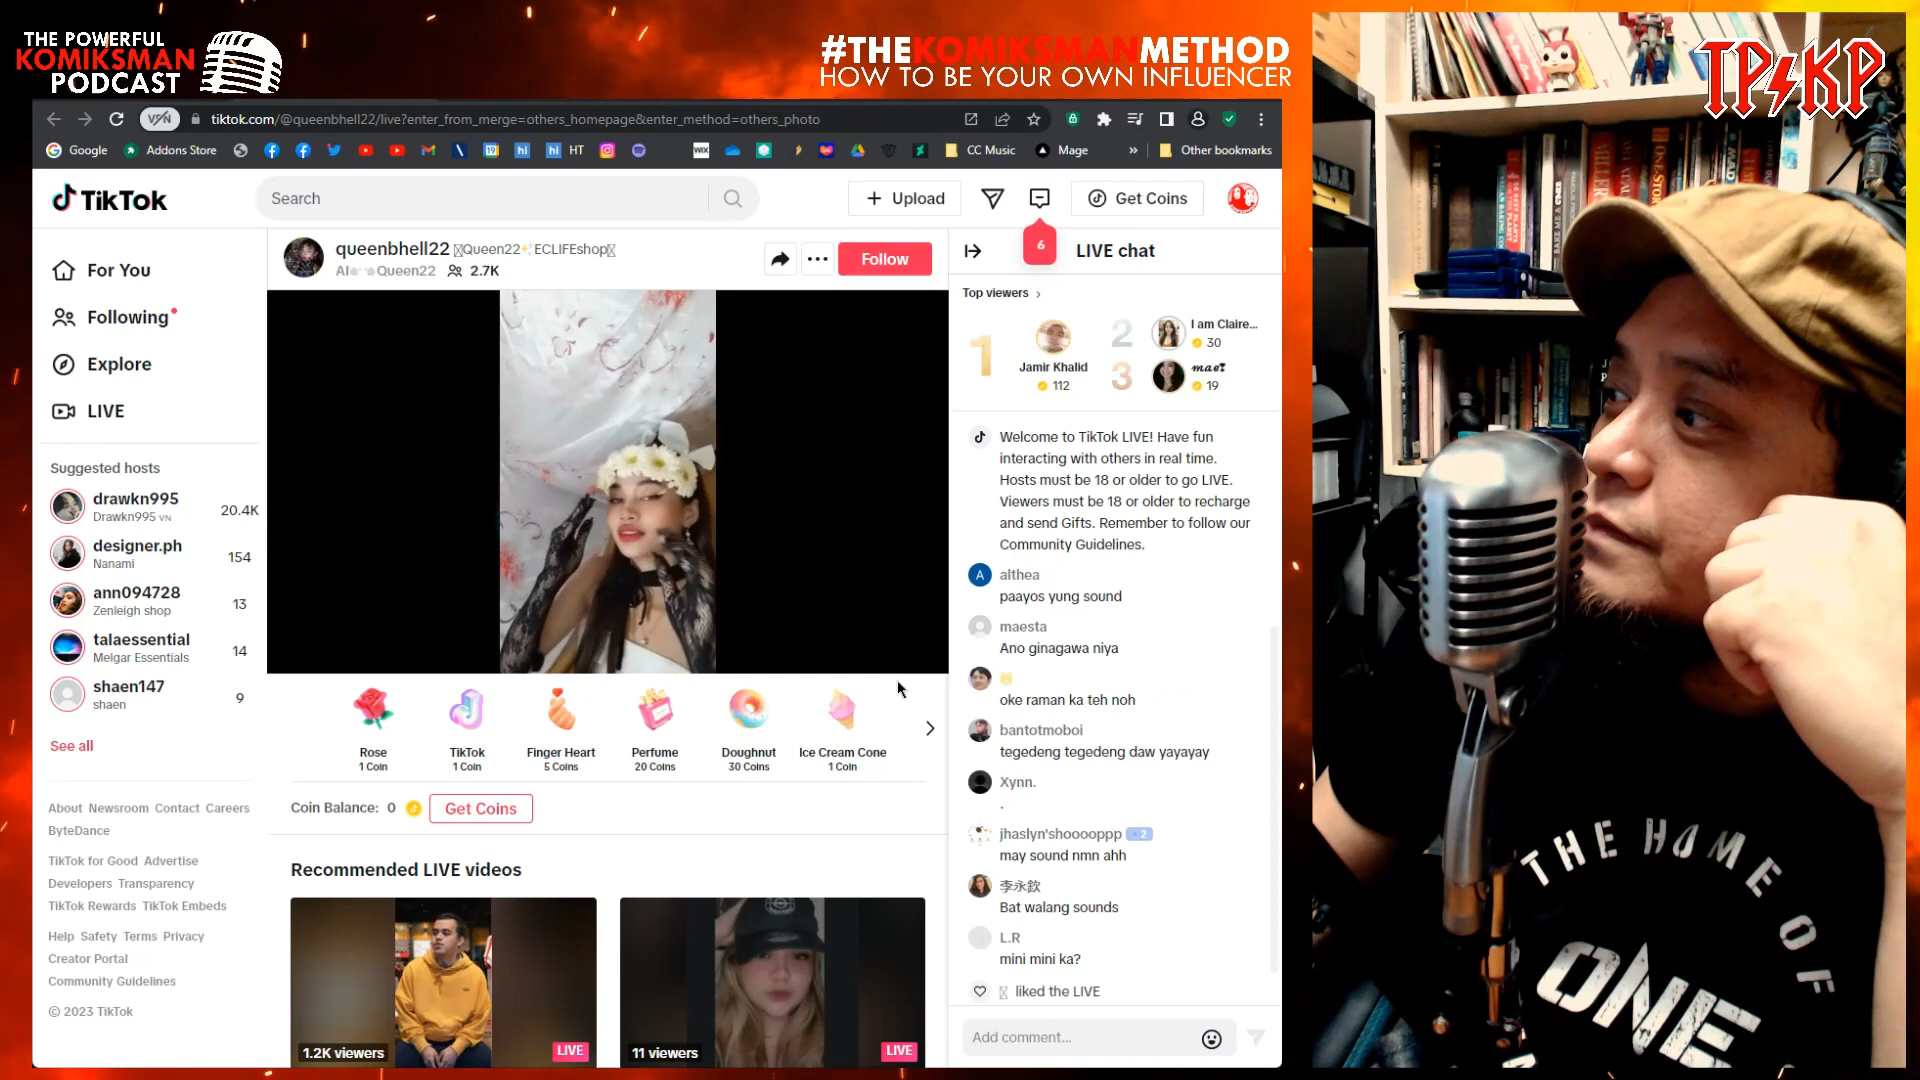 THE POWERFUL
KOMIKSMAN
PODCAST
#THEKOMIKSMANMETHOD
HOW TO BE YOUR OWN INFLUENCER
TP KP
VPN
tiktok.com/@queenbhell22/live?enter_from_merge=others_homepage&enter_method=others_photo
Google
Addons Store
hi
hi HT
WIX
CC Music
Mage
»
Other bookmarks
TikTok
Search
+ Upload
Get Coins
For You
Following
Explore
LIVE
Suggested hosts
drawkn995
Drawkn995 VN
20.4K
designer.ph
Nanami
154
ann094728
Zenleigh shop
13
talaessential
Melgar Essentials
14
shaen147
shaen
9
See all
About Newsroom Contact Careers
ByteDance
TikTok for Good Advertise
Developers Transparency
TikTok Rewards TikTok Embeds
Help Safety Terms Privacy
Creator Portal
Community Guidelines
© 2023 TikTok
queenbhell22 Queen22✨ECLIFEshop
Queen22 2.7K
Follow
Rose
1 Coin
TikTok
1 Coin
Finger Heart
5 Coins
Perfume
20 Coins
Doughnut
30 Coins
Ice Cream Cone
1 Coin
Coin Balance: 0
Get Coins
Recommended LIVE videos
1.2K viewers
LIVE
11 viewers
LIVE
6
LIVE chat
Top viewers
1
Jamir Khalid
112
2
I am Claire...
30
3
𝓶𝓪𝓮❣
19
Welcome to TikTok LIVE! Have fun
interacting with others in real time.
Hosts must be 18 or older to go LIVE.
Viewers must be 18 or older to recharge
and send Gifts. Remember to follow our
Community Guidelines.
A
althea
paayos yung sound
maesta
Ano ginagawa niya
oke raman ka teh noh
bantotmoboi
tegedeng tegedeng daw yayayay
Xynn.
.
jhaslyn'shooooppp 2
may sound nmn ahh
李永欽
Bat walang sounds
L.R
mini mini ka?
liked the LIVE
Add comment...
THE HOME OF
ONE